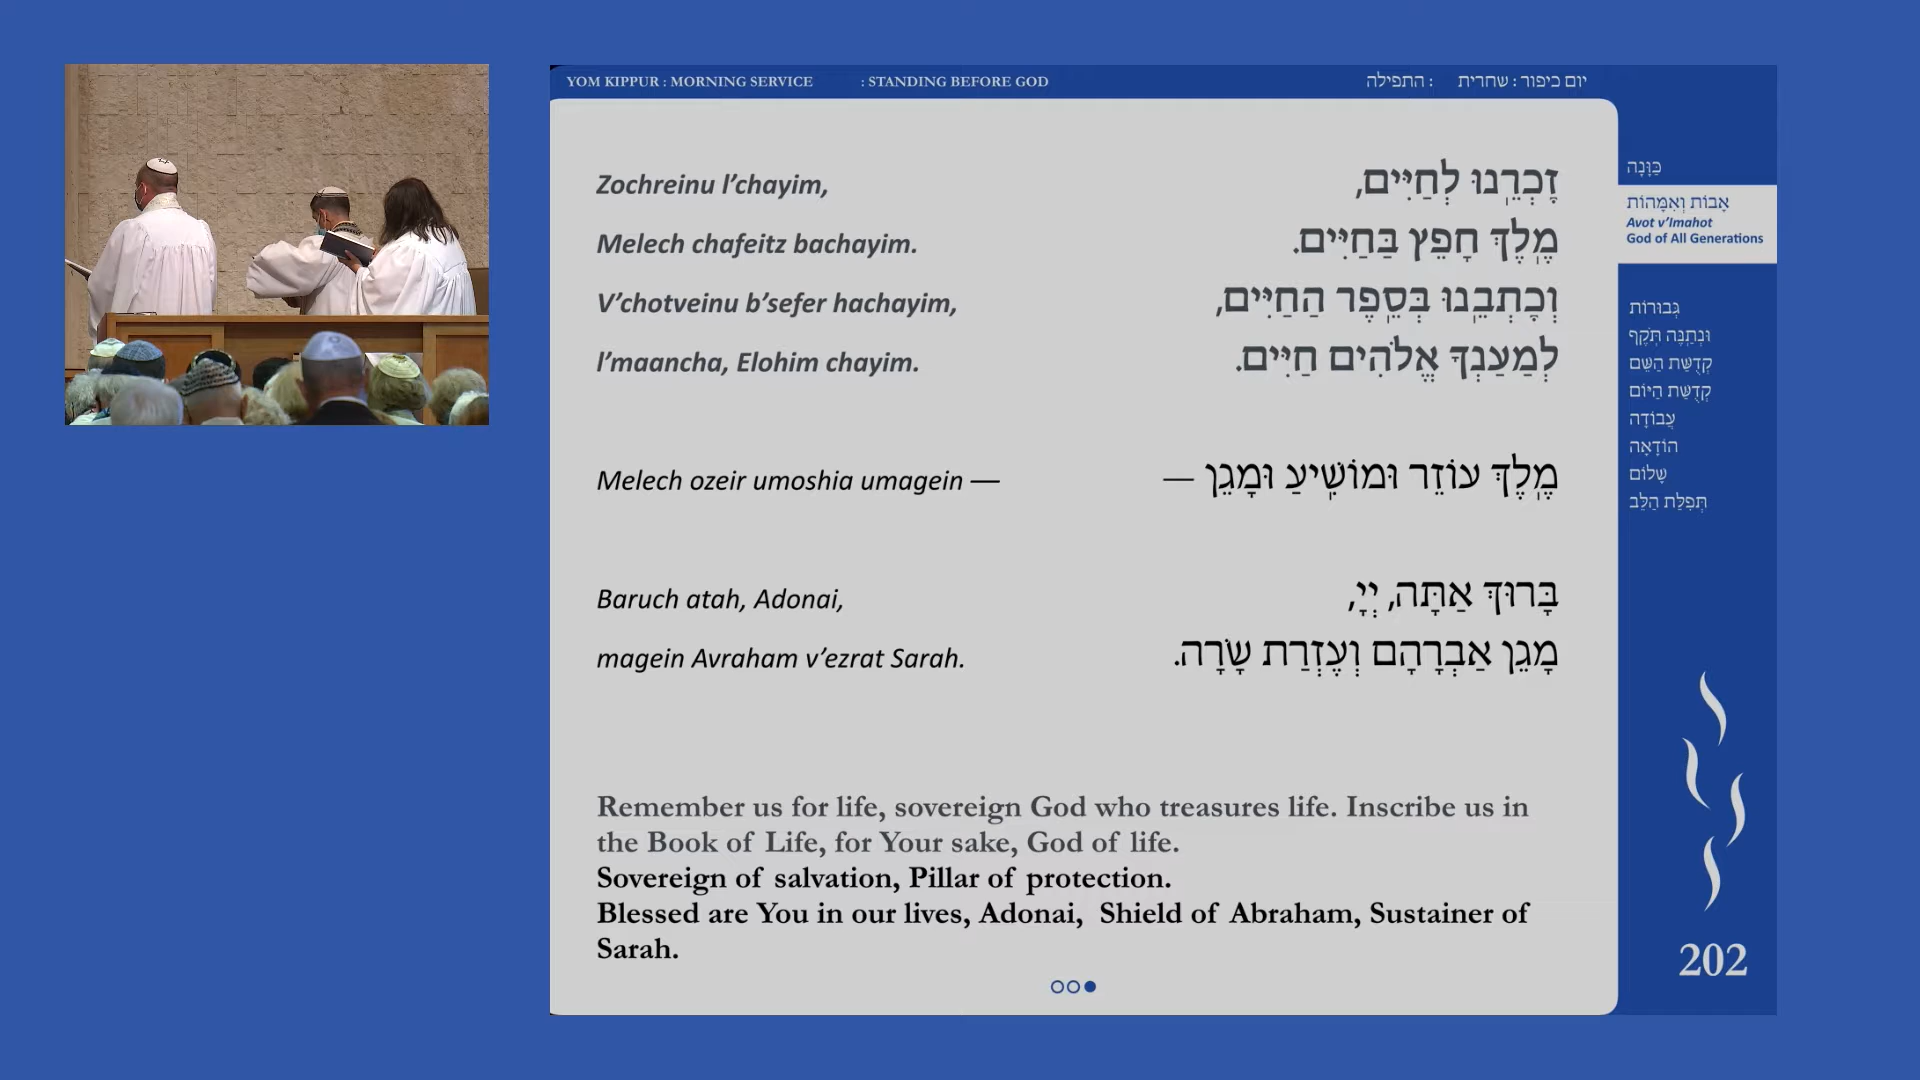 YOM KIPPUR : MORNING SERVICE : STANDING BEFORE GOD
יום כיפור : שחרית : התפילה
Zochreinu l’chayim,
זׇכְרֵֽנוּ לְחַיִּים,
Melech chafeitz bachayim.
מֶֽלֶךְ חָפֵץ בַּחַיִּים.
V’chotveinu b’sefer hachayim,
וְכׇתְבֵֽנוּ בְּסֵֽפֶר הַחַיִּים,
l’maancha, Elohim chayim.
לְמַעַנְךָ אֱלֹהִים חַיִּים.
Melech ozeir umoshia umagein —
מֶֽלֶךְ עוֹזֵר וּמוֹשִֽׁיעַ וּמָגֵן —
Baruch atah, Adonai,
בָּרוּךְ אַתָּה, יְיָ,
magein Avraham v’ezrat Sarah.
מָגֵן אַבְרָהָם וְעֶזְרַת שָׂרָה.
Remember us for life, sovereign God who treasures life. Inscribe us in
the Book of Life, for Your sake, God of life.
Sovereign of salvation, Pillar of protection.
Blessed are You in our lives, Adonai, Shield of Abraham, Sustainer of
Sarah.
כַּוָּנָה
אָבוֹת וְאִמָּהוֹת
Avot v’Imahot
God of All Generations
גְּבוּרוֹת
וּנְתַנֶּה תֹּֽקֶף
קְדֻשַּׁת הַשֵּׁם
קְדֻשַּׁת הַיּוֹם
עֲבוֹדָה
הוֹדָאָה
שָׁלוֹם
תְּפִלַּת הַלֵּב
202